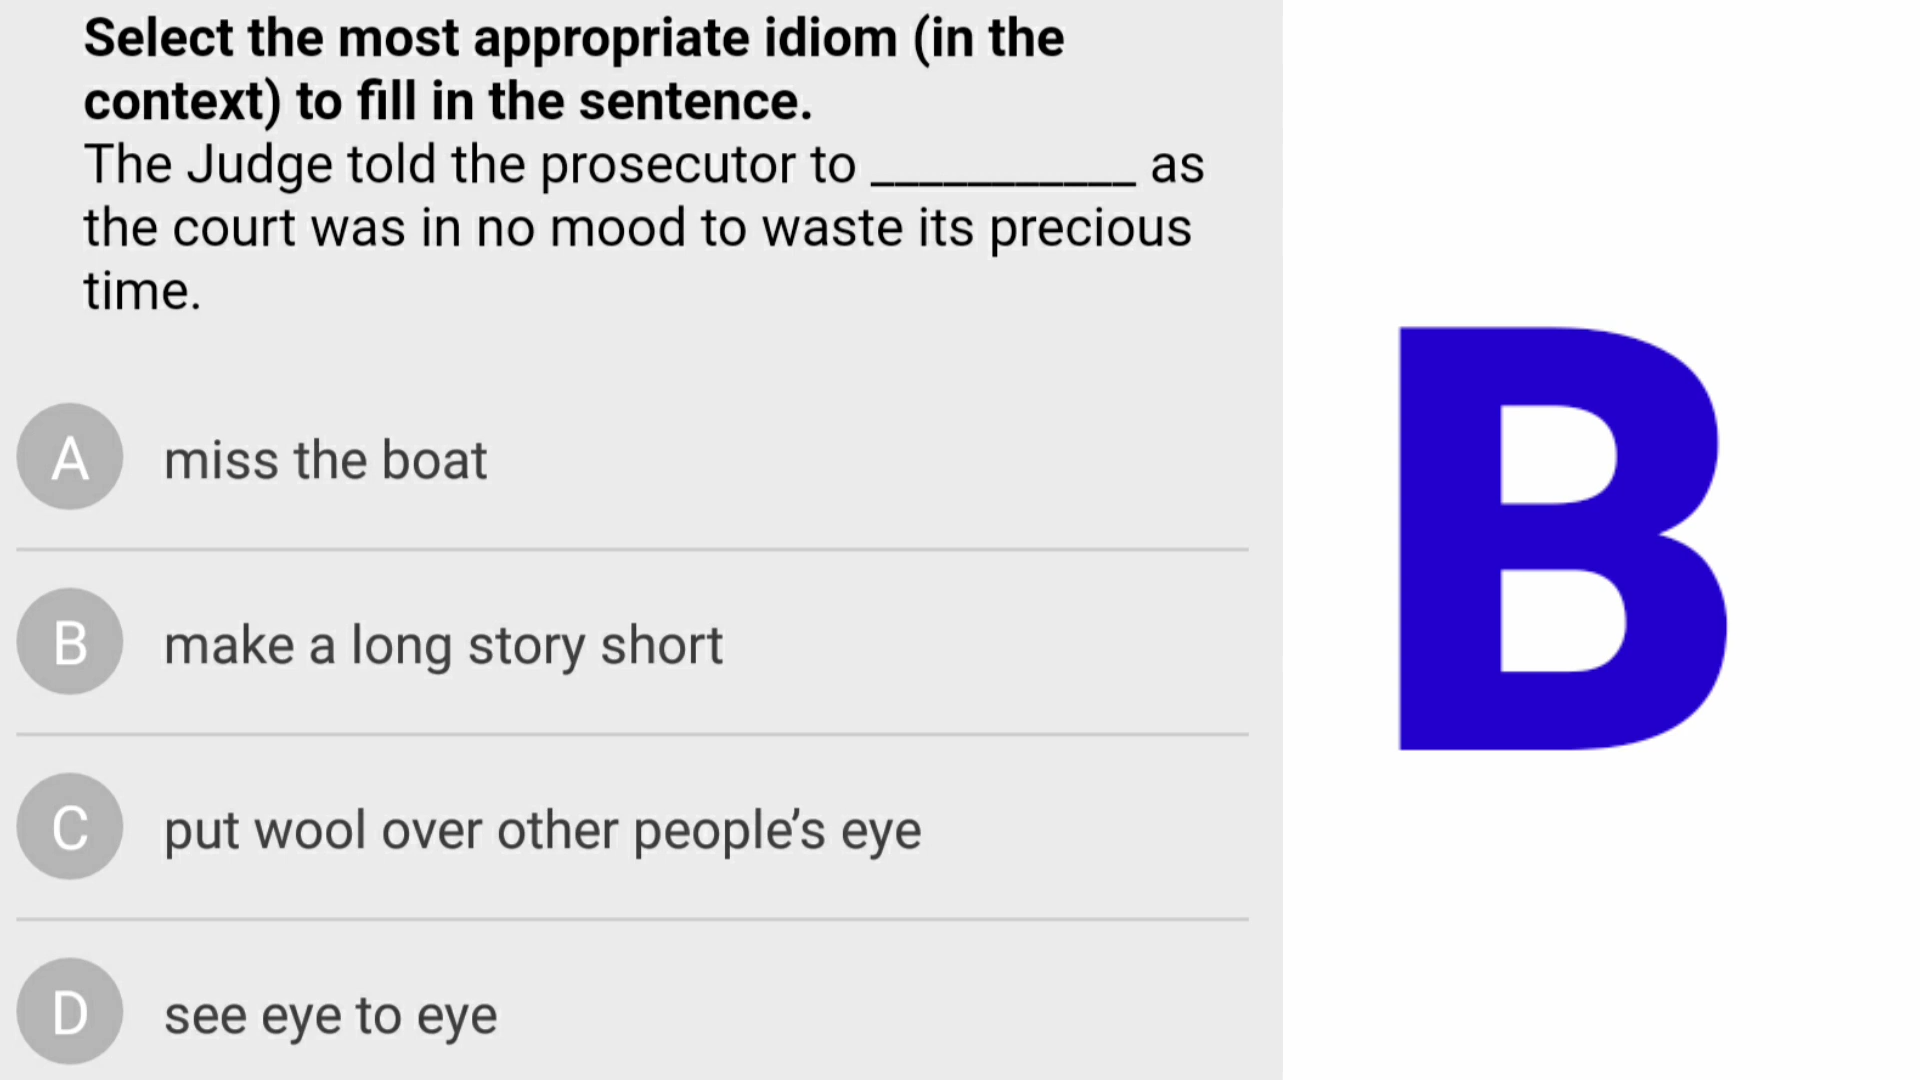 Select the most appropriate idiom (in the
context) to fill in the sentence.
The Judge told the prosecutor to ___________ as
the court was in no mood to waste its precious
time.
A miss the boat
B make a long story short
C put wool over other people’s eye
D see eye to eye
B